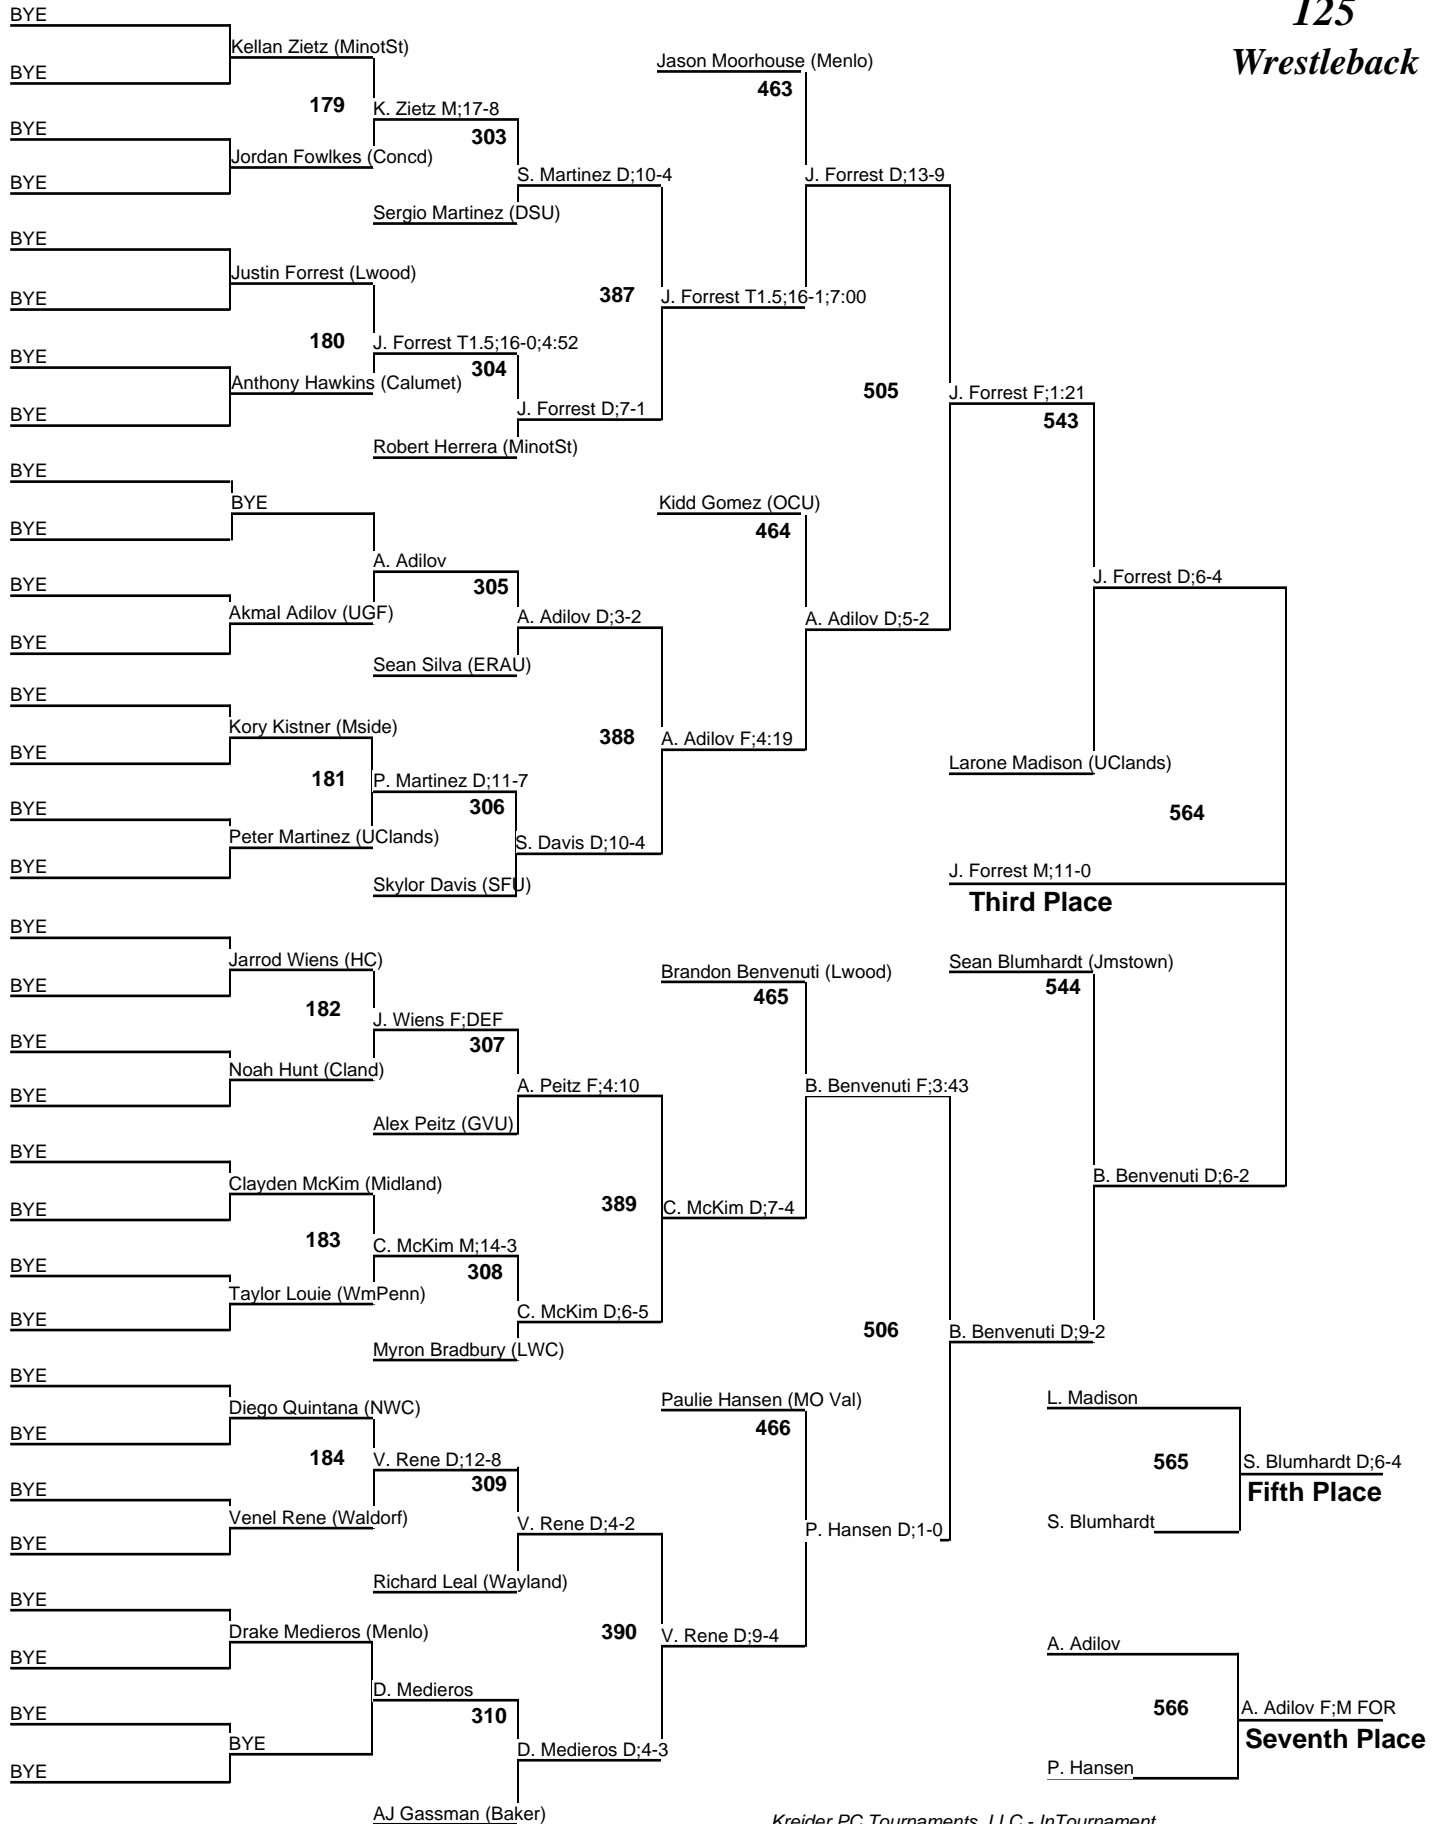 125
Wrestleback
BYE
Kellan Zietz (MinotSt)
Jason Moorhouse (Menlo)
BYE
463
179
K. Zietz M;17-8
BYE
303
Jordan Fowlkes (Concd)
S. Martinez D;10-4
J. Forrest D;13-9
BYE
Sergio Martinez (DSU)
BYE
Justin Forrest (Lwood)
387
J. Forrest T1.5;16-1;7:00
BYE
180
J. Forrest T1.5;16-0;4:52
BYE
304
Anthony Hawkins (Calumet)
505
J. Forrest F;1:21
BYE
J. Forrest D;7-1
543
Robert Herrera (MinotSt)
BYE
BYE
Kidd Gomez (OCU)
BYE
464
A. Adilov
BYE
305
J. Forrest D;6-4
Akmal Adilov (UGF)
A. Adilov D;3-2
A. Adilov D;5-2
BYE
Sean Silva (ERAU)
BYE
Kory Kistner (Mside)
388
A. Adilov F;4:19
BYE
Larone Madison (UClands)
181
P. Martinez D;11-7
BYE
306
564
Peter Martinez (UClands)
S. Davis D;10-4
BYE
J. Forrest M;11-0
Skylor Davis (SFU)
Third Place
BYE
Jarrod Wiens (HC)
Sean Blumhardt (Jmstown)
BYE
Brandon Benvenuti (Lwood)
544
465
182
J. Wiens F;DEF
BYE
307
Noah Hunt (Cland)
BYE
A. Peitz F;4:10
B. Benvenuti F;3:43
Alex Peitz (GVU)
BYE
Clayden McKim (Midland)
B. Benvenuti D;6-2
BYE
389
C. McKim D;7-4
183
C. McKim M;14-3
BYE
308
Taylor Louie (WmPenn)
BYE
C. McKim D;6-5
506
B. Benvenuti D;9-2
Myron Bradbury (LWC)
BYE
Diego Quintana (NWC)
Paulie Hansen (MO Val)
L. Madison
BYE
466
184
V. Rene D;12-8
565
S. Blumhardt D;6-4
BYE
309
Fifth Place
Venel Rene (Waldorf)
V. Rene D;4-2
P. Hansen D;1-0
S. Blumhardt
BYE
Richard Leal (Wayland)
BYE
Drake Medieros (Menlo)
390
V. Rene D;9-4
A. Adilov
BYE
D. Medieros
BYE
310
566
A. Adilov F;M FOR
BYE
D. Medieros D;4-3
Seventh Place
BYE
P. Hansen
AJ Gassman (Baker)
Kreider PC Tournaments, LLC - InTournament